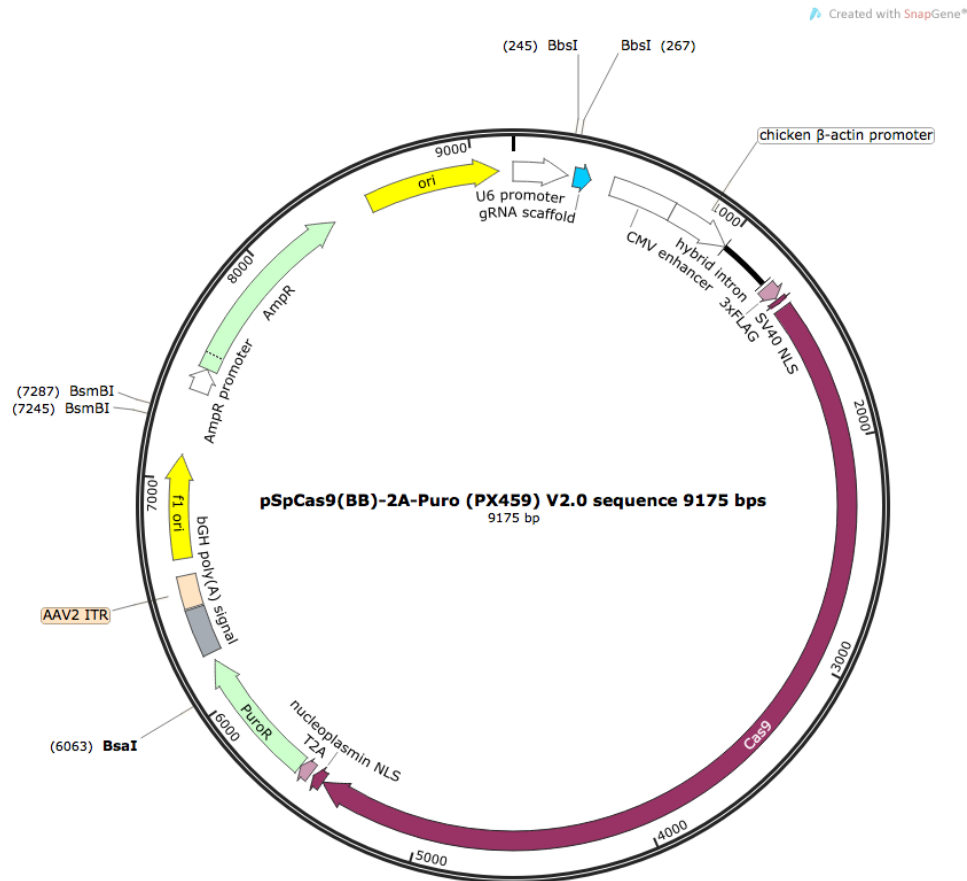 Created with SnapGene®
(245) BbsI
BbsI (267)
chicken β-actin promoter
9000
ori
U6 promoter
gRNA scaffold
1000
CMV enhancer
hybrid intron
3xFLAG
SV40 NLS
8000
AmpR
AmpR promoter
(7287) BsmBI
(7245) BsmBI
2000
7000
f1 ori
pSpCas9(BB)-2A-Puro (PX459) V2.0 sequence 9175 bps
9175 bp
bGH poly(A) signal
AAV2 ITR
3000
(6063) BsaI
6000
PuroR
T2A
nucleoplasmin NLS
Cas9
4000
5000